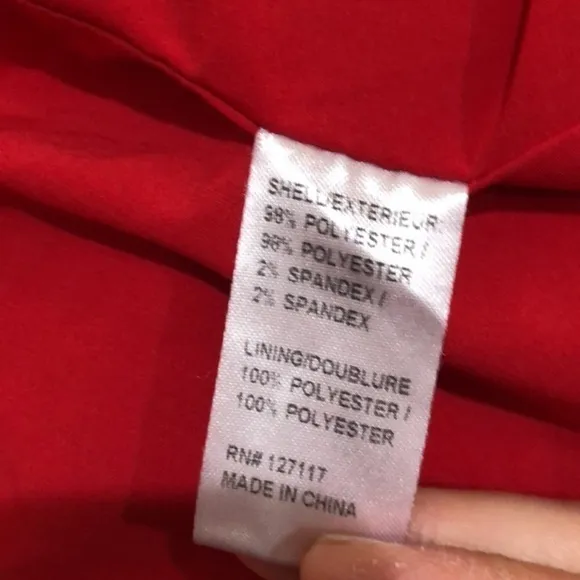 SHELL/EXTERIEUR:
98% POLYESTER /
98% POLYESTER
2% SPANDEX /
2% SPANDEX
LINING/DOUBLURE
100% POLYESTER /
100% POLYESTER
RN# 127117
MADE IN CHINA